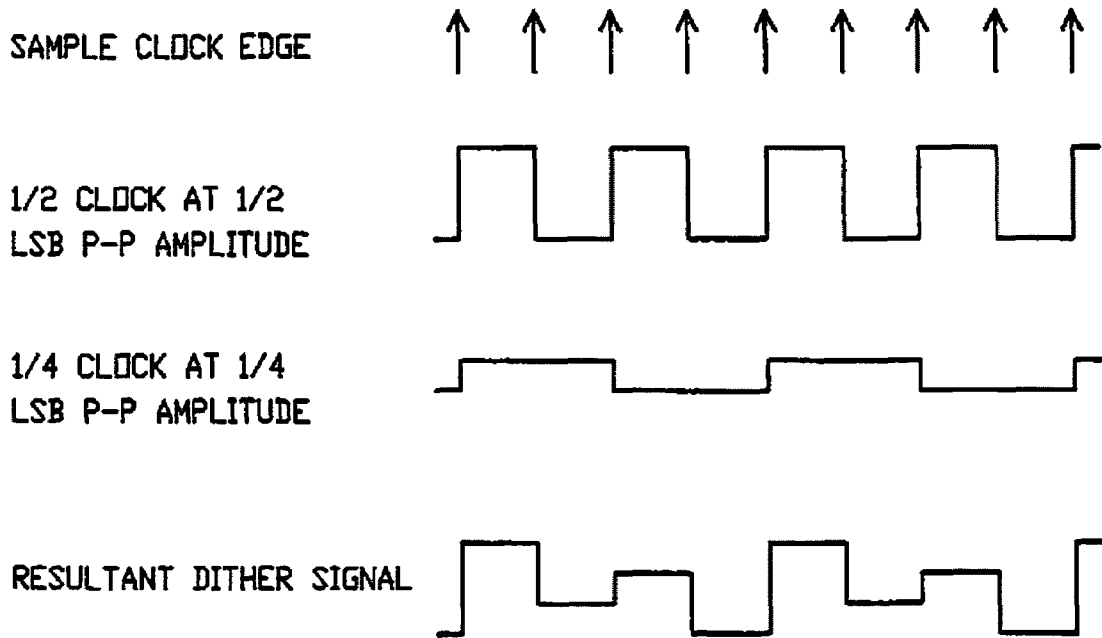 SAMPLE CLOCK EDGE
1/2 CLOCK AT 1/2
LSB P-P AMPLITUDE
1/4 CLOCK AT 1/4
LSB P-P AMPLITUDE
RESULTANT DITHER SIGNAL